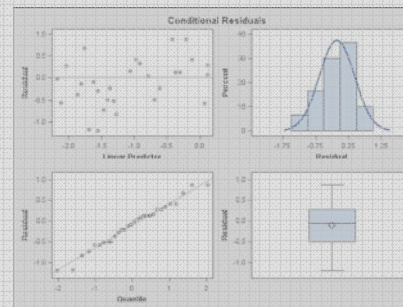 Conditional Residuals
Residual
1.0
0.5
0.0
-0.5
-1.0
-2.0 -1.5 -1.0 -0.5 0.0
Linear Predictor
Percent
40
30
20
10
0
-1.75 -0.75 0.25 1.25
Residual
Residual
1.0
0.5
0.0
-0.5
-1.0
-2 -1 0 1 2
Quantile
Residual
1.0
0.5
0.0
-0.5
-1.0